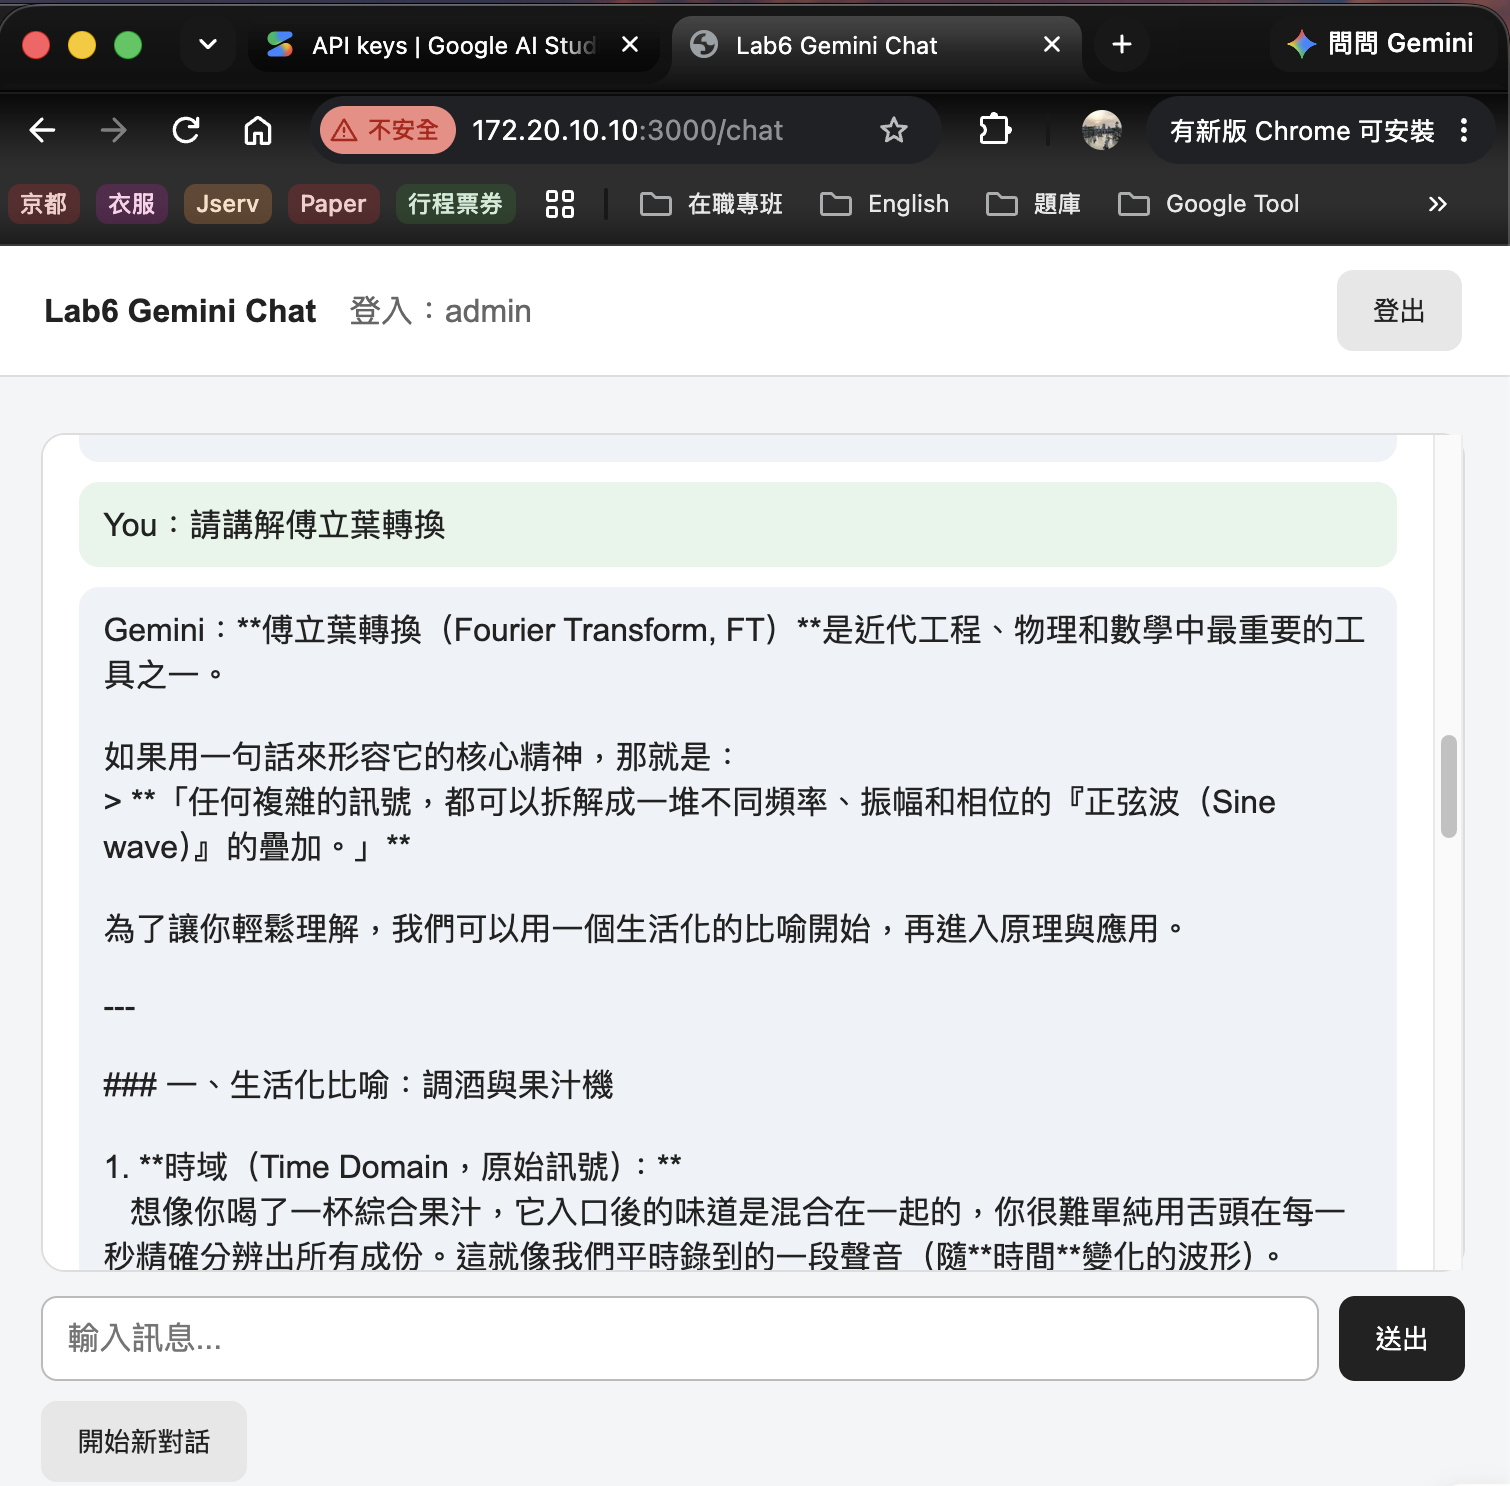 API keys | Google AI Stud
Lab6 Gemini Chat
問問 Gemini
不安全
172.20.10.10:3000/chat
有新版 Chrome 可安裝
京都
衣服
Jserv
Paper
行程票券
在職專班
English
題庫
Google Tool
Lab6 Gemini Chat
登入：admin
登出
You：請講解傅立葉轉換
Gemini：**傅立葉轉換（Fourier Transform, FT）**是近代工程、物理和數學中最重要的工
具之一。
如果用一句話來形容它的核心精神，那就是：
> **「任何複雜的訊號，都可以拆解成一堆不同頻率、振幅和相位的『正弦波（Sine
wave）』的疊加。」**
為了讓你輕鬆理解，我們可以用一個生活化的比喻開始，再進入原理與應用。
---
### 一、生活化比喻：調酒與果汁機
1. **時域（Time Domain，原始訊號）：**
想像你喝了一杯綜合果汁，它入口後的味道是混合在一起的，你很難單純用舌頭在每一
秒精確分辨出所有成份。這就像我們平時錄到的一段聲音（隨**時間**變化的波形）。
輸入訊息...
送出
開始新對話